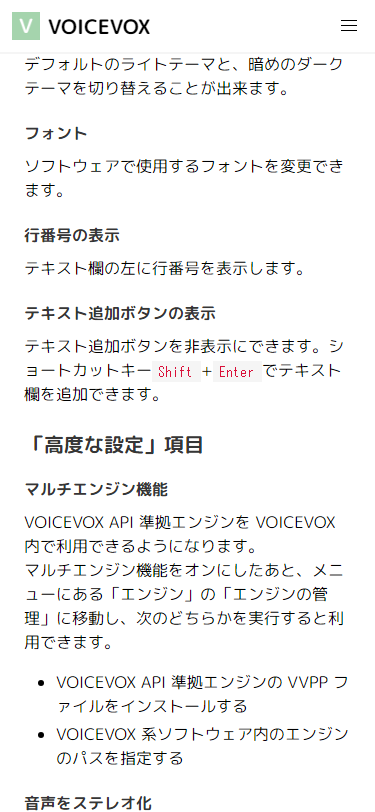 V VOICEVOX
デフォルトのライトテーマと、暗めのダーク
テーマを切り替えることが出来ます。
フォント
ソフトウェアで使用するフォントを変更でき
ます。
行番号の表示
テキスト欄の左に行番号を表示します。
テキスト追加ボタンの表示
テキスト追加ボタンを非表示にできます。シ
ョートカットキー Shift + Enter でテキスト
欄を追加できます。
「高度な設定」項目
マルチエンジン機能
VOICEVOX API 準拠エンジンを VOICEVOX
内で利用できるようになります。
マルチエンジン機能をオンにしたあと、メニ
ューにある「エンジン」の「エンジンの管
理」に移動し、次のどちらかを実行すると利
用できます。
• VOICEVOX API 準拠エンジンの VVPP フ
ァイルをインストールする
• VOICEVOX 系ソフトウェア内のエンジン
のパスを指定する
音声をステレオ化